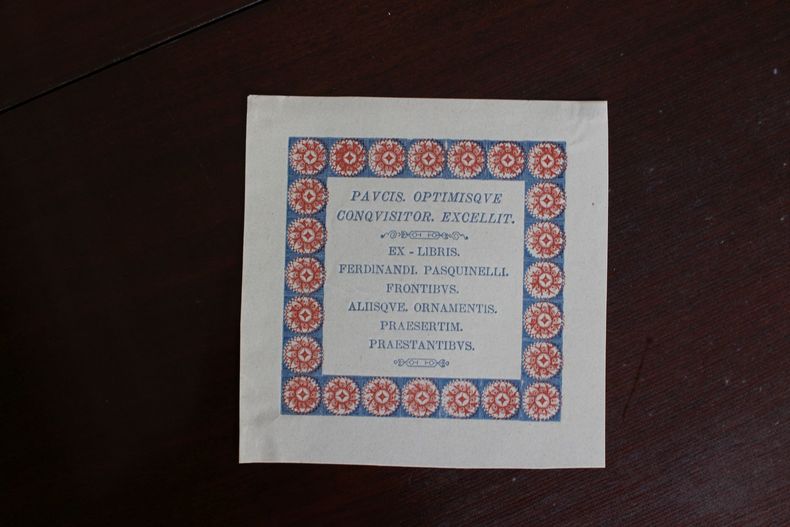 PAVCIS. OPTIMISQVE
CONQVISITOR. EXCELLIT.
EX - LIBRIS.
FERDINANDI. PASQUINELLI.
FRONTIBVS.
ALIISQVE. ORNAMENTIS.
PRAESERTIM.
PRAESTANTIBVS.